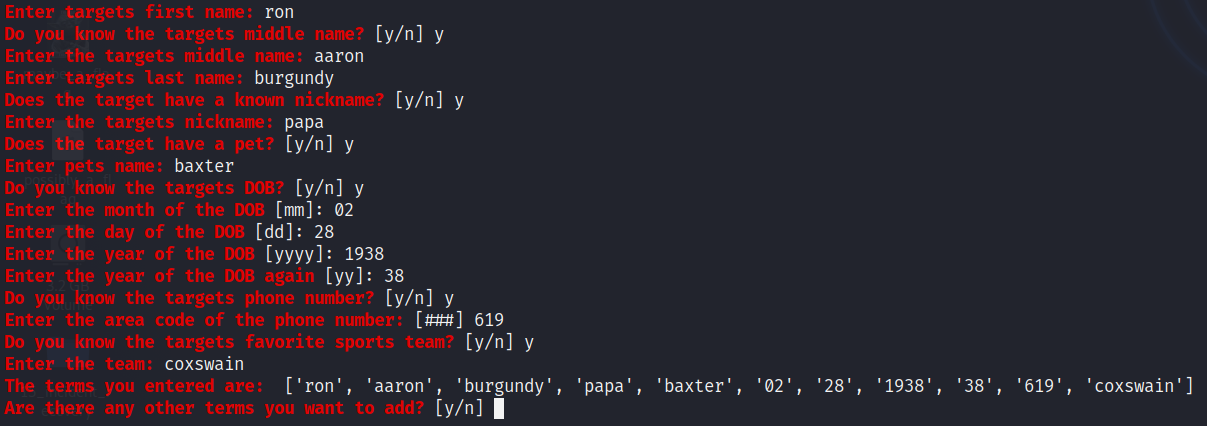 Enter targets first name: ron
Do you know the targets middle name? [y/n] y
Enter the targets middle name: aaron
Enter targets last name: burgundy
Does the target have a known nickname? [y/n] y
Enter the targets nickname: papa
Does the target have a pet? [y/n] y
Enter pets name: baxter
Do you know the targets DOB? [y/n] y
Enter the month of the DOB [mm]: 02
Enter the day of the DOB [dd]: 28
Enter the year of the DOB [yyyy]: 1938
Enter the year of the DOB again [yy]: 38
Do you know the targets phone number? [y/n] y
Enter the area code of the phone number: [###] 619
Do you know the targets favorite sports team? [y/n] y
Enter the team: coxswain
The terms you entered are:  ['ron', 'aaron', 'burgundy', 'papa', 'baxter', '02', '28', '1938', '38', '619', 'coxswain']
Are there any other terms you want to add? [y/n]